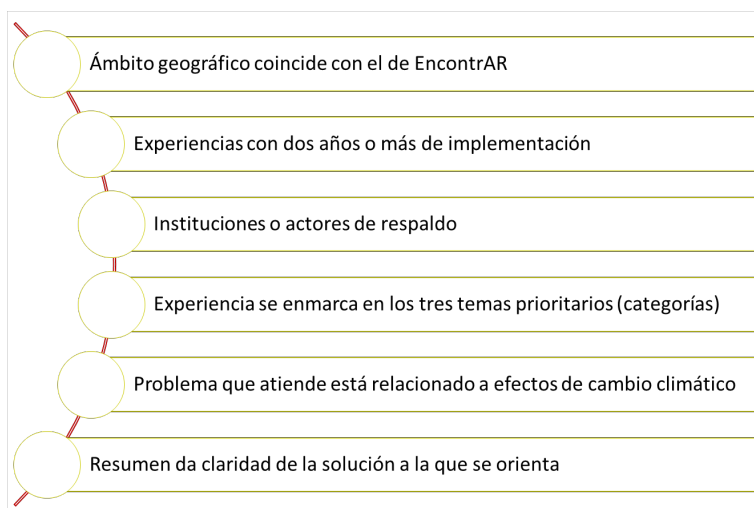 Ámbito geográfico coincide con el de EncontrAR
Experiencias con dos años o más de implementación
Instituciones o actores de respaldo
Experiencia se enmarca en los tres temas prioritarios (categorías)
Problema que atiende está relacionado a efectos de cambio climático
Resumen da claridad de la solución a la que se orienta